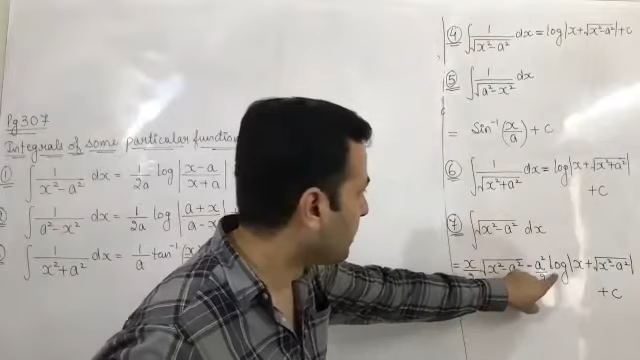 Pg 307
Integrals of some particular function
① ∫ 1/(x²-a²) dx = 1/2a log |(x-a)/(x+a)|
∫ 1/(a²-x²) dx = 1/2a log |(a+x)/(a-x)
∫ 1/(x²+a²) dx = 1/a tan⁻¹ (x
④ ∫ 1/√(x²-a²) dx = log|x+√(x²-a²)|+c
⑤ ∫ 1/√(a²-x²) dx
= Sin⁻¹ (x/a) + c
⑥ ∫ 1/√(x²+a²) dx = log|x+√(x²+a²)|
+c
⑦ ∫ √(x²-a²) dx
= x/2 √(x²-a²) - a²/2 log|x+√(x²-a²)|
+c